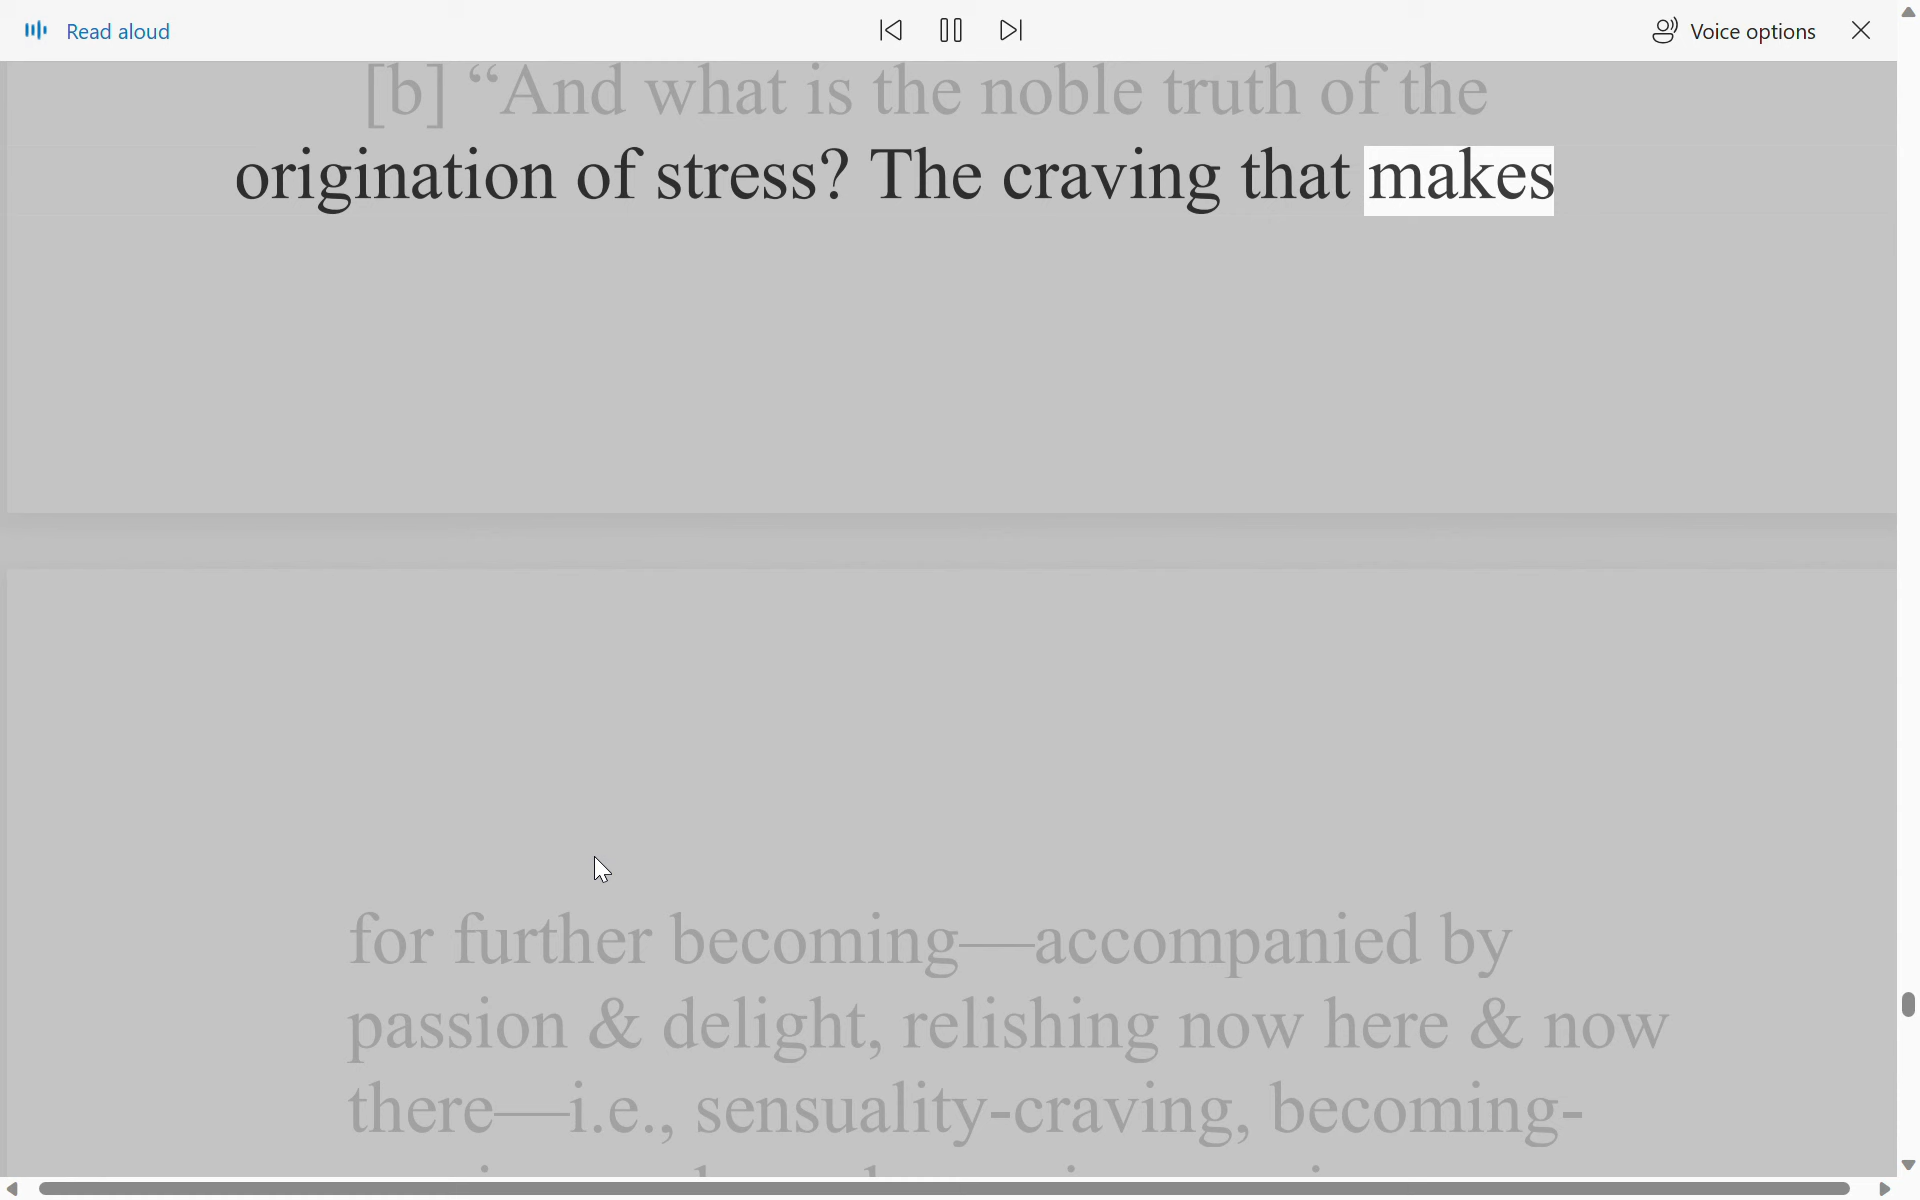 Read aloud
Voice options
[b] “And what is the noble truth of the
origination of stress? The craving that makes
for further becoming—accompanied by
passion & delight, relishing now here & now
there—i.e., sensuality-craving, becoming-